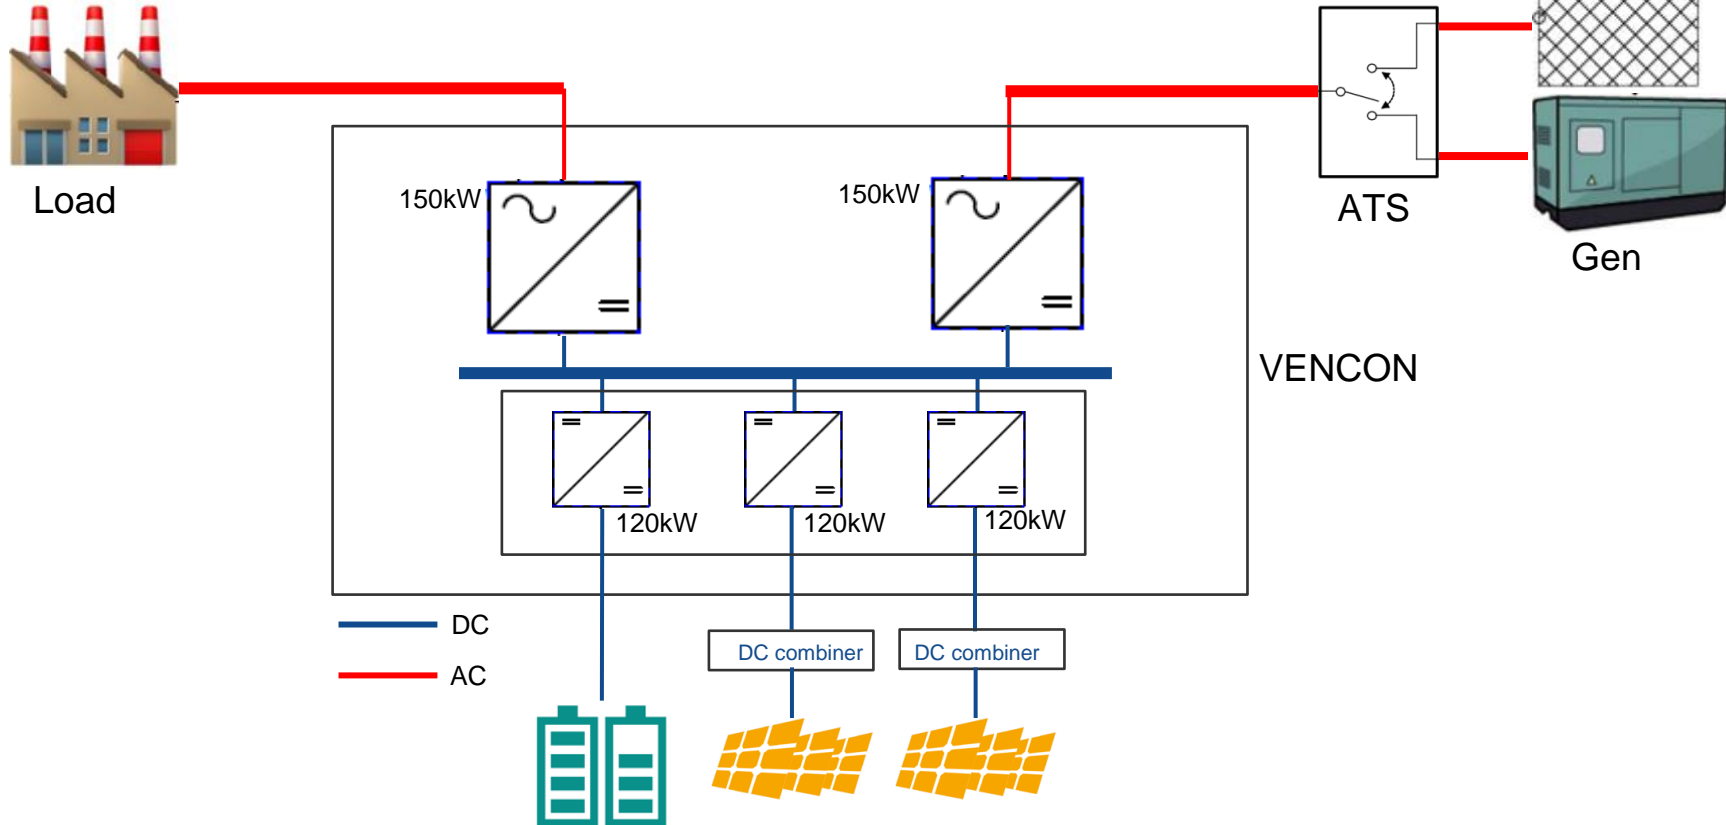 Load
150kW
150kW
ATS
Gen
VENCON
120kW
120kW
120kW
DC
AC
DC combiner
DC combiner